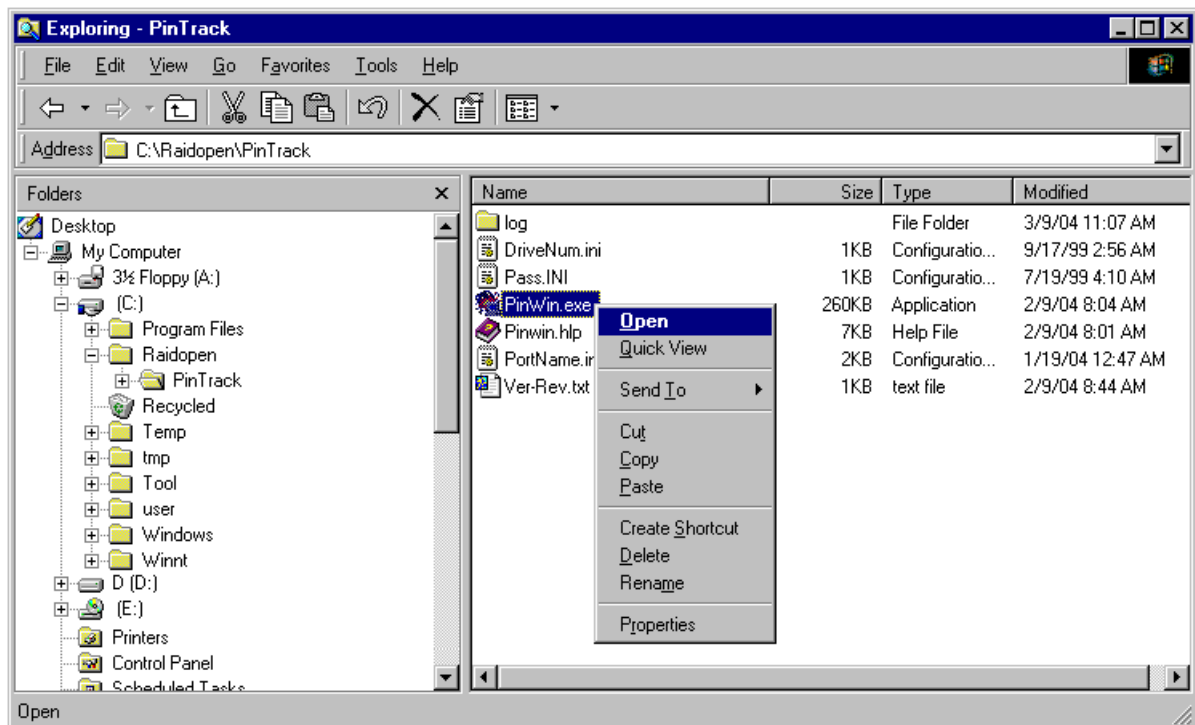 Exploring - PinTrack
File Edit View Go Favorites Tools Help
Address C:\Raidopen\PinTrack
Folders
Desktop
My Computer
3½ Floppy (A:)
(C:)
Program Files
Raidopen
PinTrack
Recycled
Temp
tmp
Tool
user
Windows
Winnt
D (D:)
(E:)
Printers
Control Panel
Scheduled Tasks
Name Size Type Modified
log File Folder 3/9/04 11:07 AM
DriveNum.ini 1KB Configuratio... 9/17/99 2:56 AM
Pass.INI 1KB Configuratio... 7/19/99 4:10 AM
PinWin.exe 260KB Application 2/9/04 8:04 AM
Pinwin.hlp 7KB Help File 2/9/04 8:01 AM
PortName.in 2KB Configuratio... 1/19/04 12:47 AM
Ver-Rev.txt 1KB text file 2/9/04 8:44 AM
Open
Quick View
Send To
Cut
Copy
Paste
Create Shortcut
Delete
Rename
Properties
Open